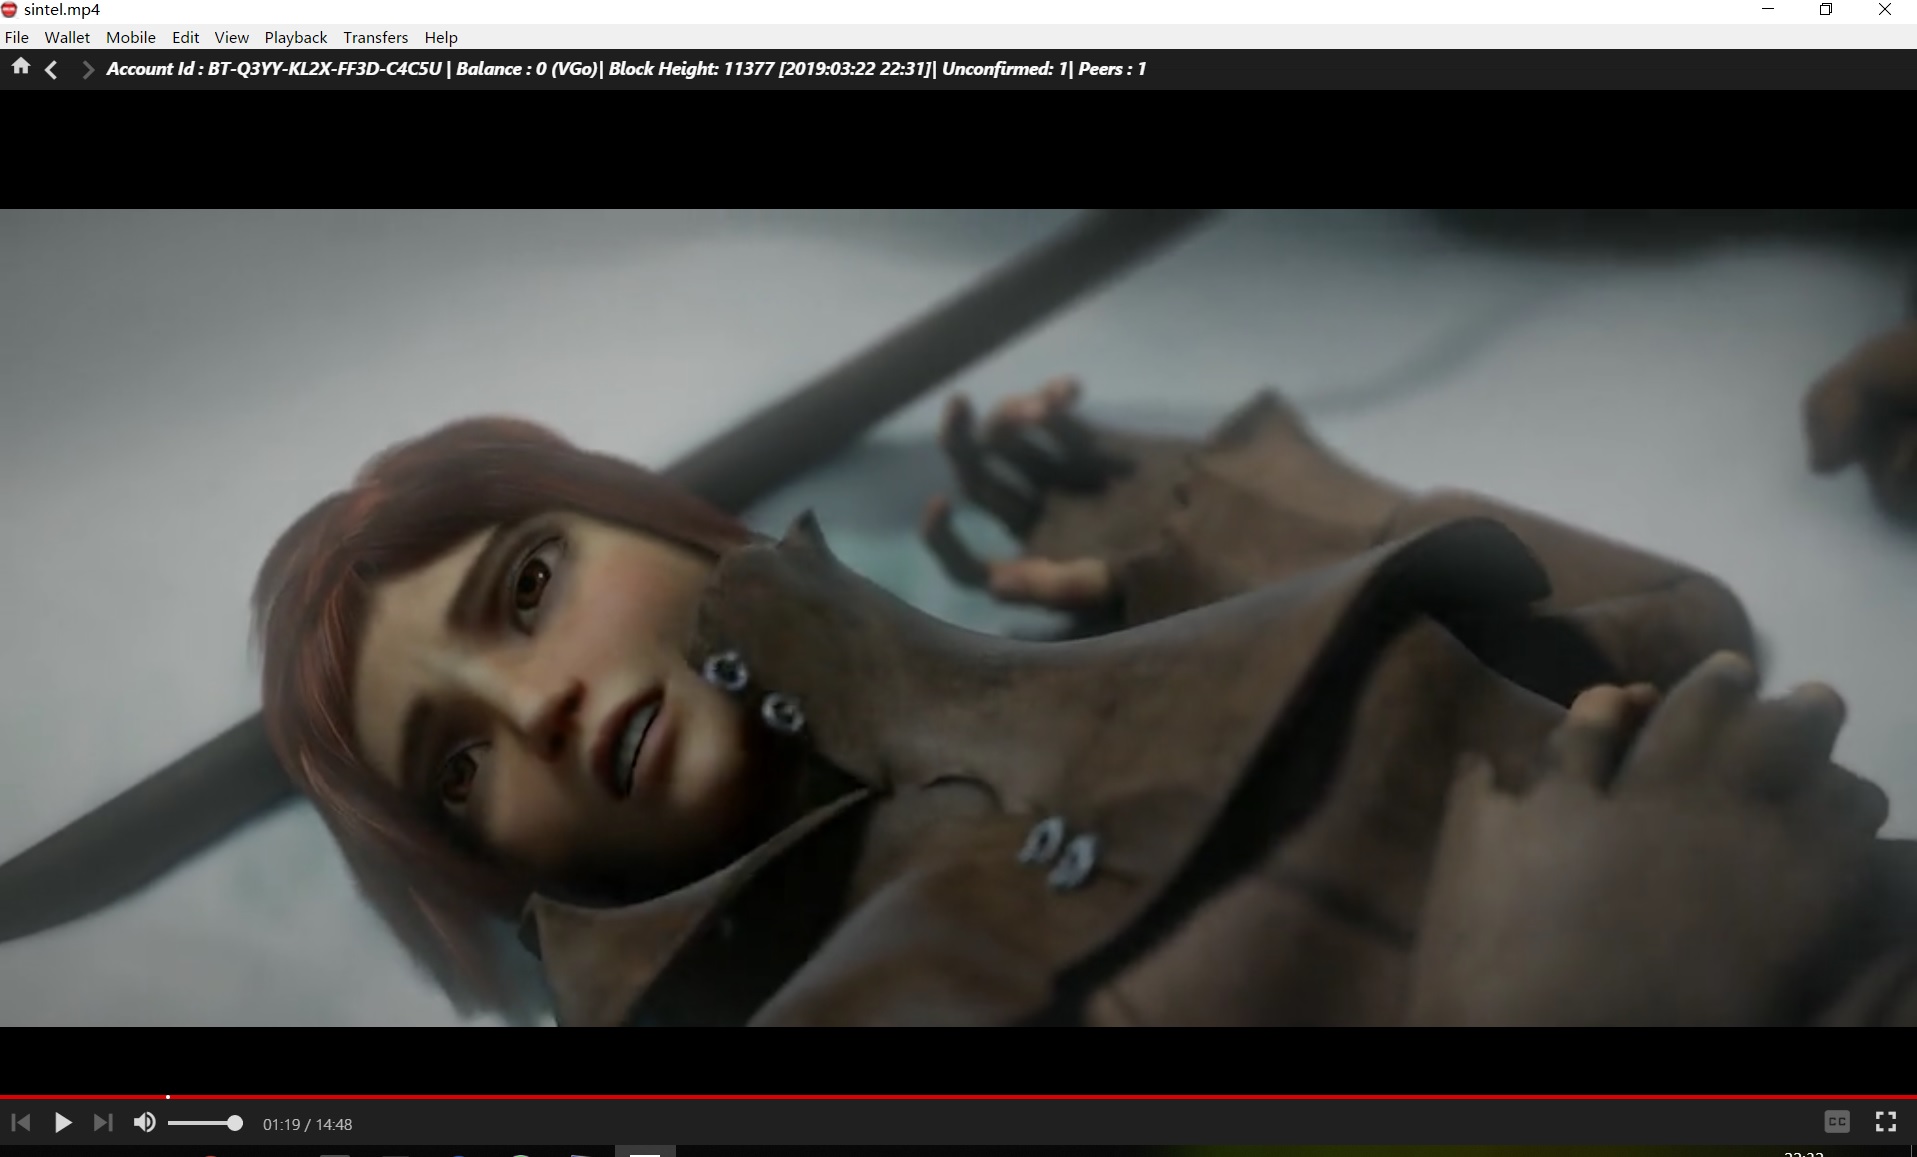 sintel.mp4
File Wallet Mobile Edit View Playback Transfers Help
Account Id : BT-Q3YY-KL2X-FF3D-C4C5U | Balance : 0 (VGo)| Block Height: 11377 [2019:03:22 22:31]| Unconfirmed: 1| Peers : 1
01:19 / 14:48
CC